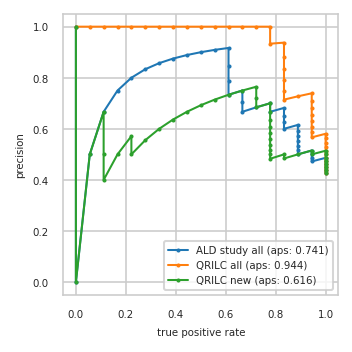 1.0
0.8
0.6
0.4
0.2
0.0
precision
0.0 0.2 0.4 0.6 0.8 1.0
true positive rate
ALD study all (aps: 0.741)
QRILC all (aps: 0.944)
QRILC new (aps: 0.616)